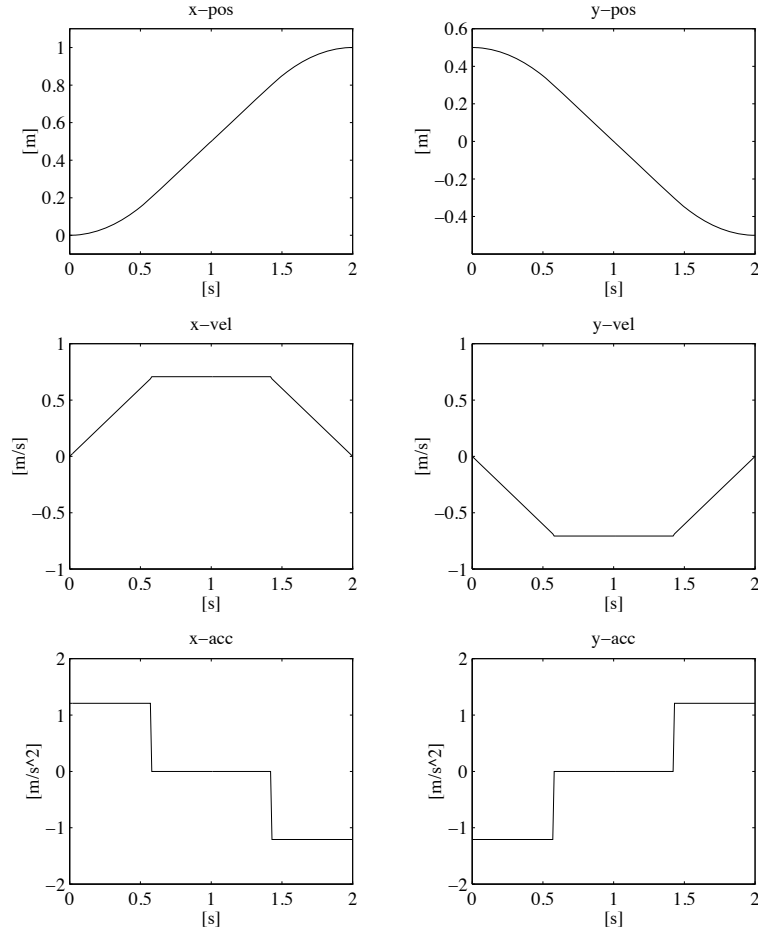 x−pos
1
0.8
0.6
0.4
0.2
0
[m]
0 0.5 1 1.5 2
[s]
y−pos
0.6
0.4
0.2
0
−0.2
−0.4
[m]
0 0.5 1 1.5 2
[s]
x−vel
1
0.5
0
−0.5
−1
[m/s]
0 0.5 1 1.5 2
[s]
y−vel
1
0.5
0
−0.5
−1
[m/s]
0 0.5 1 1.5 2
[s]
x−acc
2
1
0
−1
−2
[m/s^2]
0 0.5 1 1.5 2
[s]
y−acc
2
1
0
−1
−2
[m/s^2]
0 0.5 1 1.5 2
[s]